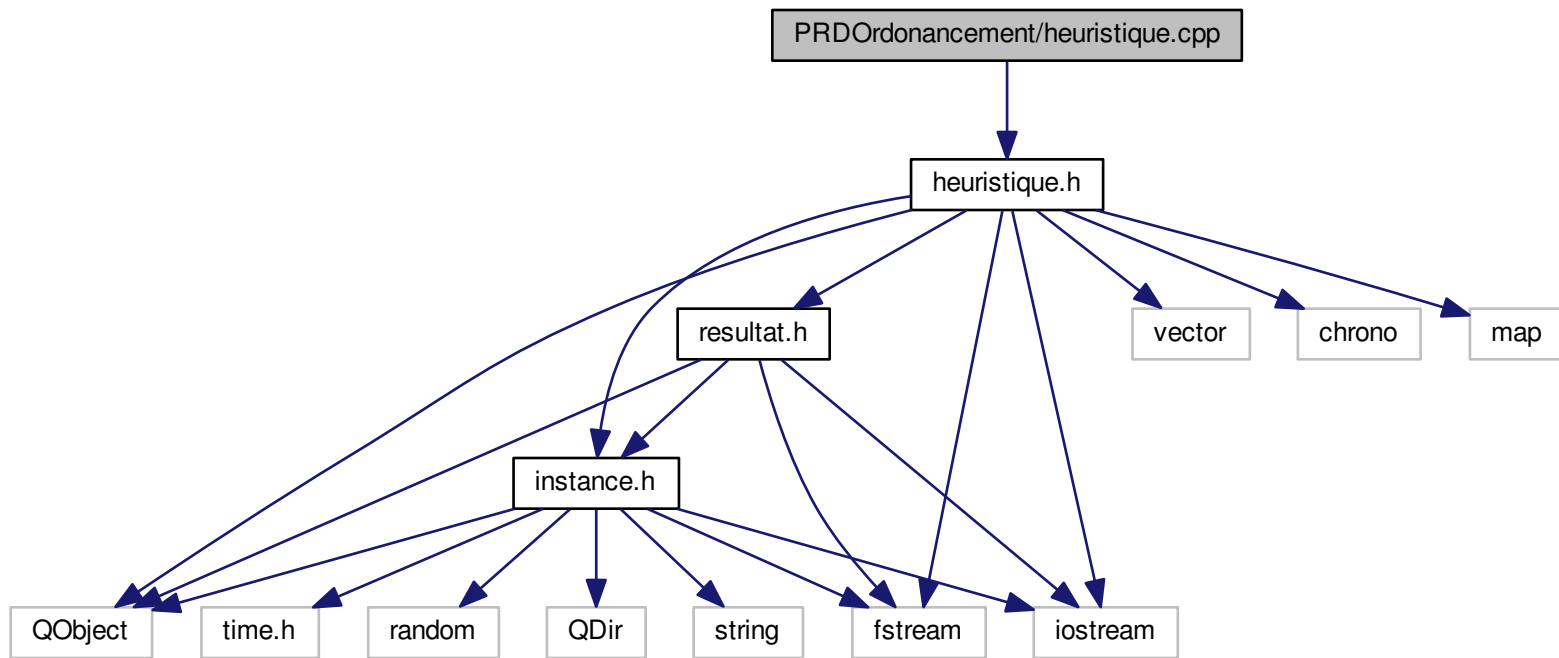 PRDOrdonancement/heuristique.cpp
heuristique.h
resultat.h
vector
chrono
map
instance.h
QObject
time.h
random
QDir
string
fstream
iostream